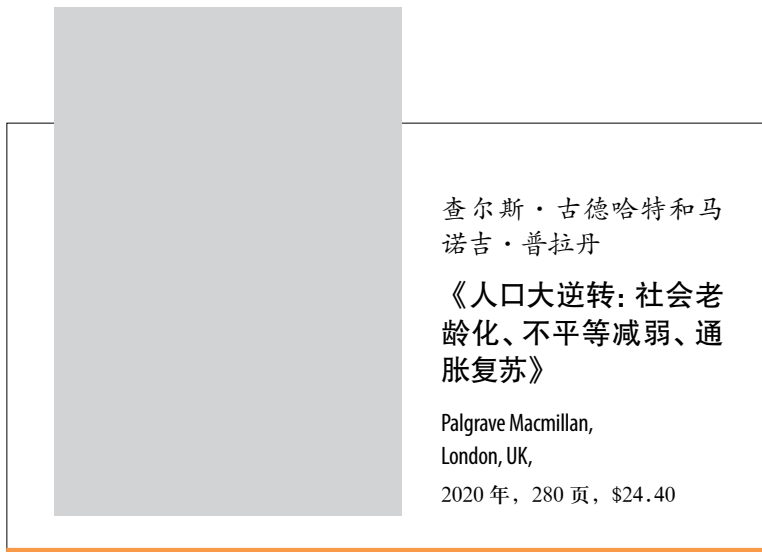 查尔斯·古德哈特和马
诺吉·普拉丹
《人口大逆转：社会老
龄化、不平等减弱、通
胀复苏》
Palgrave Macmillan,
London, UK,
2020 年，280 页，$24.40